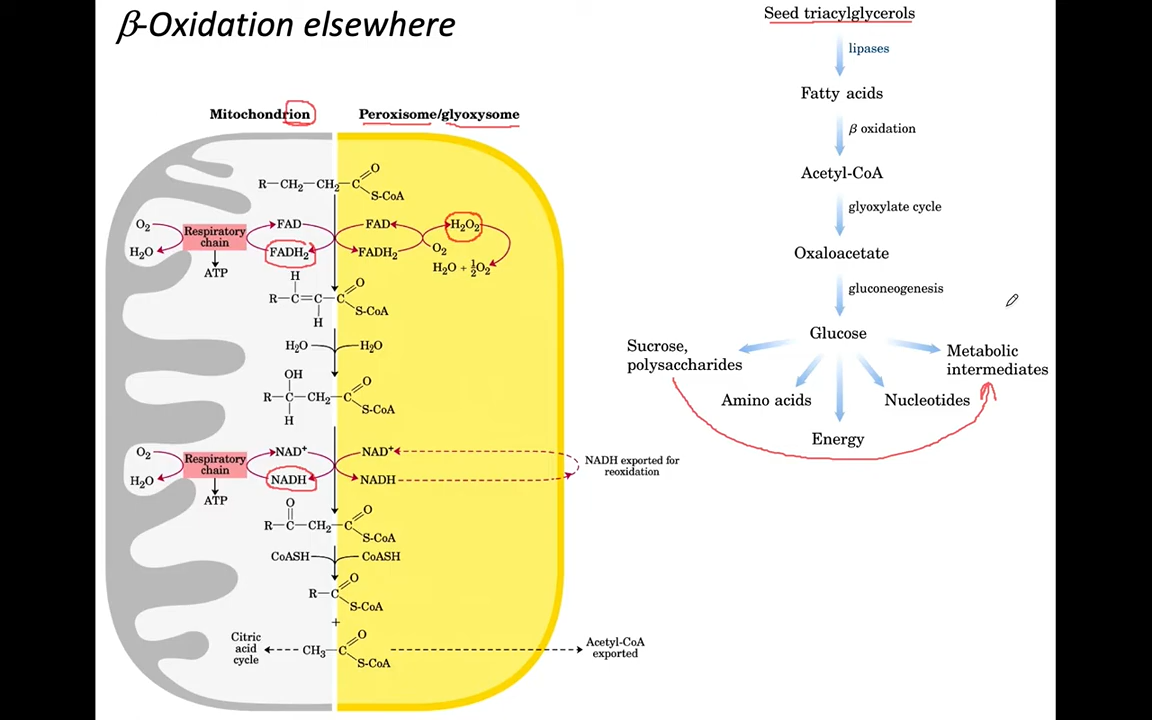 β-Oxidation elsewhere
Mitochondrion
Peroxisome/glyoxysome
R–CH₂–CH₂–C
O
S-CoA
O₂
H₂O
Respiratory
chain
ATP
FAD
FADH₂
FAD
FADH₂
H₂O₂
O₂
H₂O + ½O₂
H
R–C=C–C
O
S-CoA
H
H₂O
H₂O
OH
R–C–CH₂–C
O
S-CoA
H
O₂
H₂O
Respiratory
chain
ATP
NAD⁺
NADH
NAD⁺
NADH
NADH exported for
reoxidation
O
R–C–CH₂–C
O
S-CoA
CoASH
CoASH
R–C
O
S-CoA
+
Citric
acid
cycle
CH₃–C
O
S-CoA
Acetyl-CoA
exported
Seed triacylglycerols
lipases
Fatty acids
β oxidation
Acetyl-CoA
glyoxylate cycle
Oxaloacetate
gluconeogenesis
Glucose
Sucrose,
polysaccharides
Amino acids
Energy
Nucleotides
Metabolic
intermediates